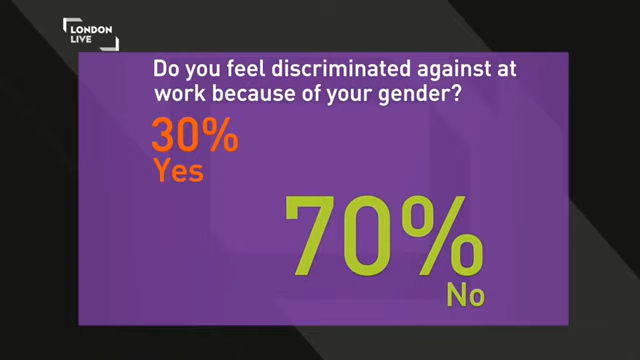 LONDON
LIVE
Do you feel discriminated against at
work because of your gender?
30%
Yes
70%
No